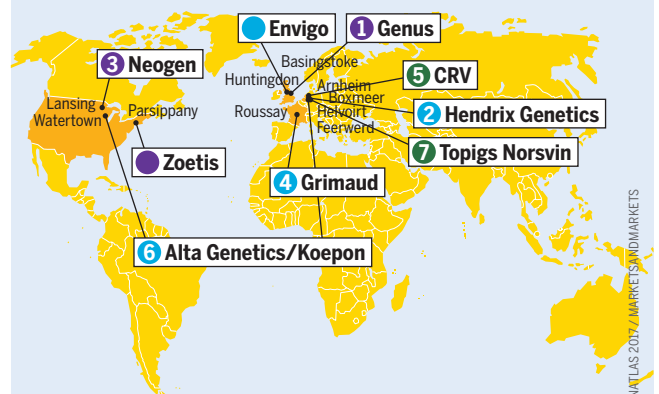 Envigo
1 Genus
3 Neogen
Basingstoke
Huntingdon
5 CRV
Arnheim
Boxmeer
Lansing
Watertown
Parsippany
Roussay
Helvoirt
Feerwerd
2 Hendrix Genetics
7 Topigs Norsvin
Zoetis
4 Grimaud
6 Alta Genetics/Koepon
NATLAS 2017 / MARKETSANDMARKETS